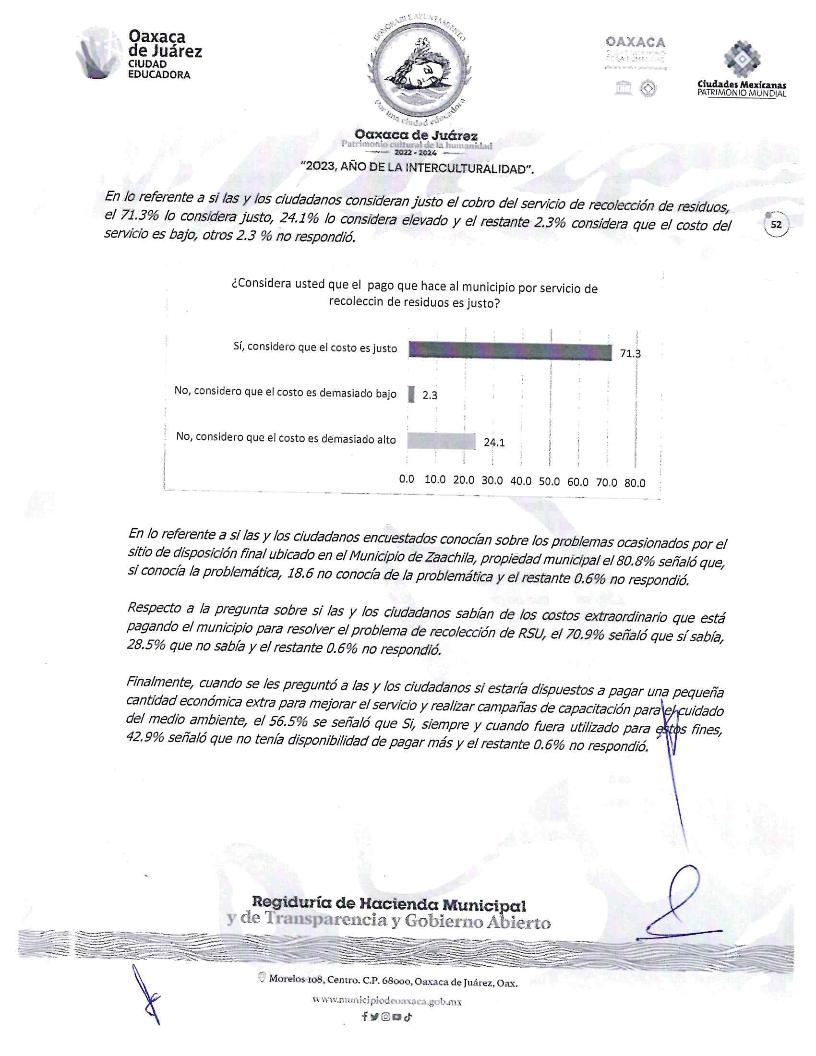 Oaxaca
de Juárez
CIUDAD
EDUCADORA
HONORABLE AYUNTAMIENTO
Por una ciudad educadora
Oaxaca de Juárez
Patrimonio cultural de la humanidad
2022 - 2024
OAXACA
Ciudades Mexicanas
PATRIMONIO MUNDIAL
"2023, AÑO DE LA INTERCULTURALIDAD".
52
En lo referente a si las y los ciudadanos consideran justo el cobro del servicio de recolección de residuos,
el 71.3% lo considera justo, 24.1% lo considera elevado y el restante 2.3% considera que el costo del
servicio es bajo, otros 2.3 % no respondió.
¿Considera usted que el pago que hace al municipio por servicio de
recoleccin de residuos es justo?
Sí, considero que el costo es justo 71.3
No, considero que el costo es demasiado bajo 2.3
No, considero que el costo es demasiado alto 24.1
0.0 10.0 20.0 30.0 40.0 50.0 60.0 70.0 80.0
En lo referente a si las y los ciudadanos encuestados conocían sobre los problemas ocasionados por el
sitio de disposición final ubicado en el Municipio de Zaachila, propiedad municipal el 80.8% señaló que,
si conocía la problemática, 18.6 no conocía de la problemática y el restante 0.6% no respondió.
Respecto a la pregunta sobre si las y los ciudadanos sabían de los costos extraordinario que está
pagando el municipio para resolver el problema de recolección de RSU, el 70.9% señaló que sí sabía,
28.5% que no sabía y el restante 0.6% no respondió.
Finalmente, cuando se les preguntó a las y los ciudadanos si estaría dispuestos a pagar una pequeña
cantidad económica extra para mejorar el servicio y realizar campañas de capacitación para el cuidado
del medio ambiente, el 56.5% se señaló que Si, siempre y cuando fuera utilizado para estos fines,
42.9% señaló que no tenía disponibilidad de pagar más y el restante 0.6% no respondió.
Regiduría de Hacienda Municipal
y de Transparencia y Gobierno Abierto
Morelos 108, Centro. C.P. 68000, Oaxaca de Juárez, Oax.
www.municipiodeoaxaca.gob.mx